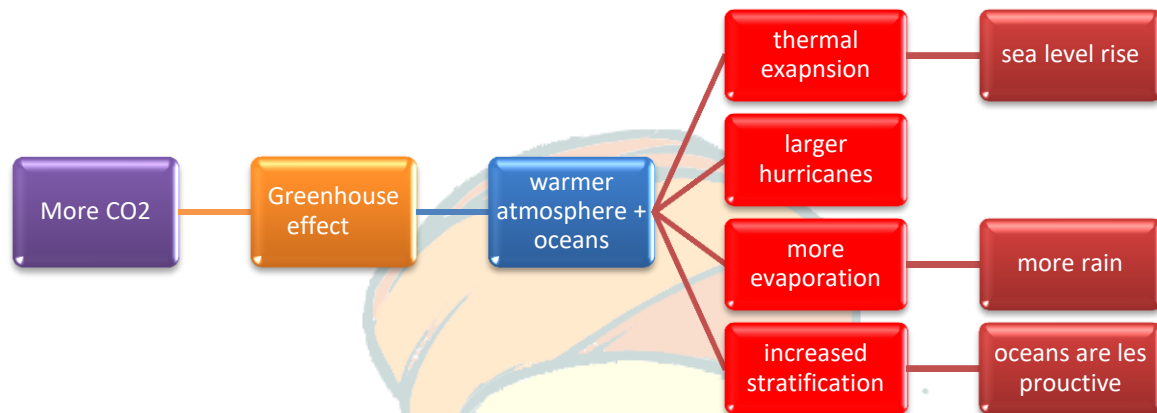 More CO2
Greenhouse
effect
warmer
atmosphere +
oceans
thermal
exapnsion
sea level rise
larger
hurricanes
more
evaporation
more rain
increased
stratification
oceans are les
prouctive